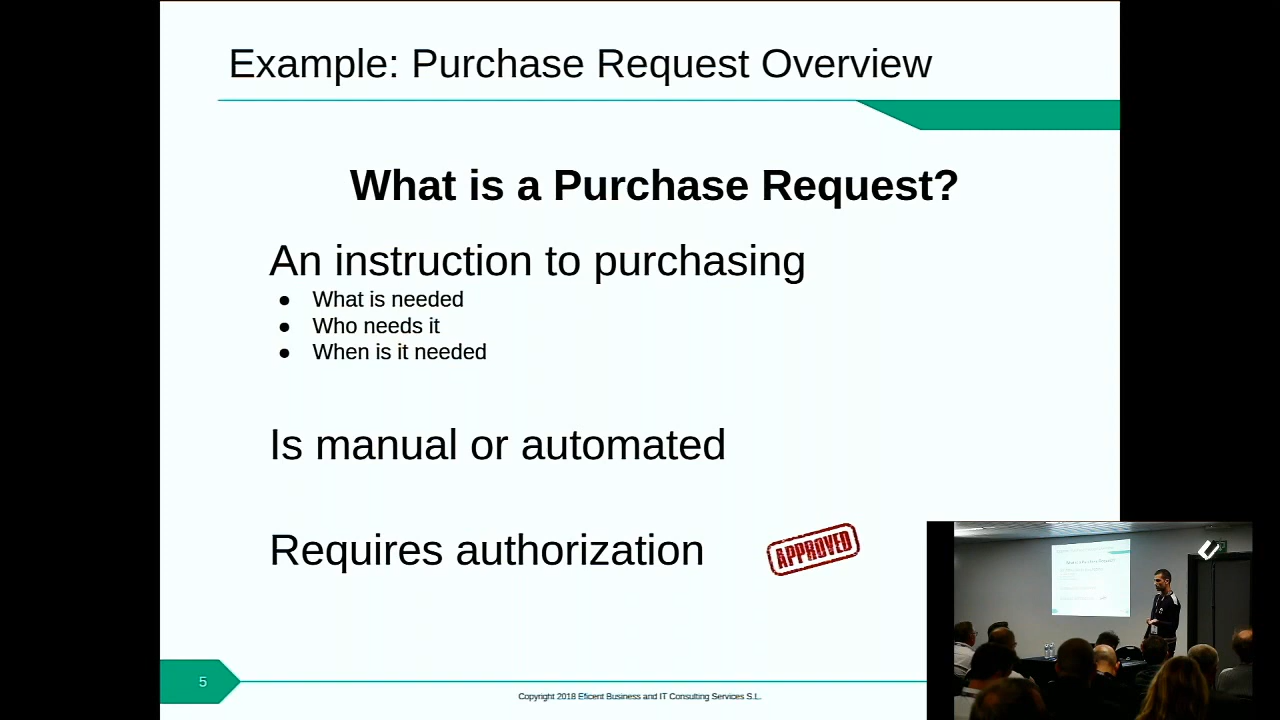 Example: Purchase Request Overview
What is a Purchase Request?
An instruction to purchasing
● What is needed
● Who needs it
● When is it needed
Is manual or automated
Requires authorization
APPROVED
5
Copyright 2018 Eficent Business and IT Consulting Services S.L.